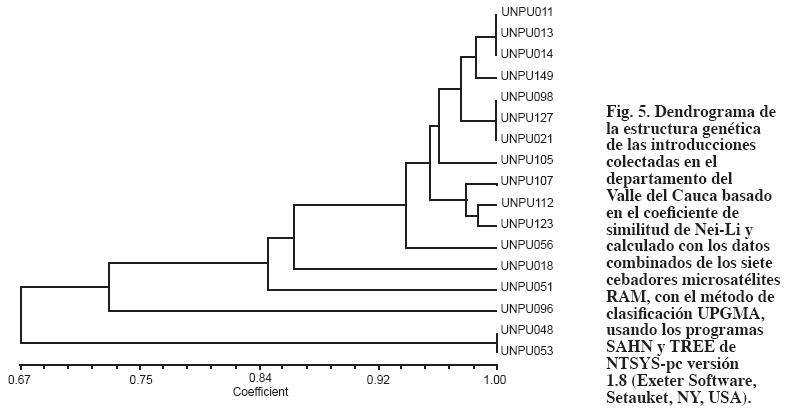 UNPU011
UNPU013
UNPU014
UNPU149
UNPU098
UNPU127
UNPU021
UNPU105
UNPU107
UNPU112
UNPU123
UNPU056
UNPU018
UNPU051
UNPU096
UNPU048
UNPU053
0.67 0.75 0.84 0.92 1.00
Coefficient
Fig. 5. Dendrograma de
la estructura genética
de las introducciones
colectadas en el
departamento del
Valle del Cauca basado
en el coeficiente de
similitud de Nei-Li y
calculado con los datos
combinados de los siete
cebadores microsatélites
RAM, con el método de
clasificación UPGMA,
usando los programas
SAHN y TREE de
NTSYS-pc versión
1.8 (Exeter Software,
Setauket, NY, USA).